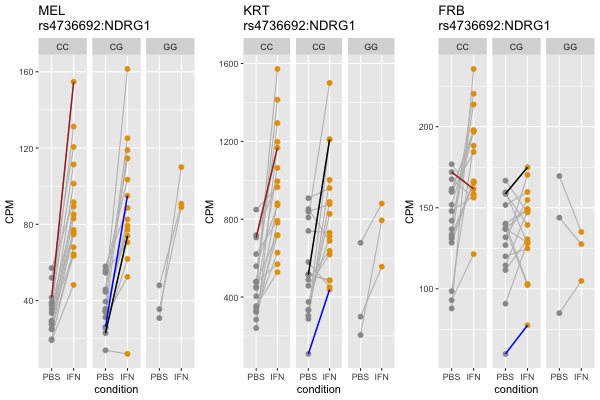 MEL
rs4736692:NDRG1
CC CG GG
CPM
160
120
80
40
PBS IFN PBS IFN PBS IFN
condition
KRT
rs4736692:NDRG1
CC CG GG
CPM
1600
1200
800
400
PBS IFN PBS IFN PBS IFN
condition
FRB
rs4736692:NDRG1
CC CG GG
CPM
200
150
100
PBS IFN PBS IFN PBS IFN
condition